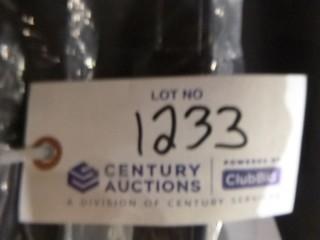 LOT NO
1233
CENTURY
AUCTIONS
POWERED BY
ClubBid
A DIVISION OF CENTURY SERVICES